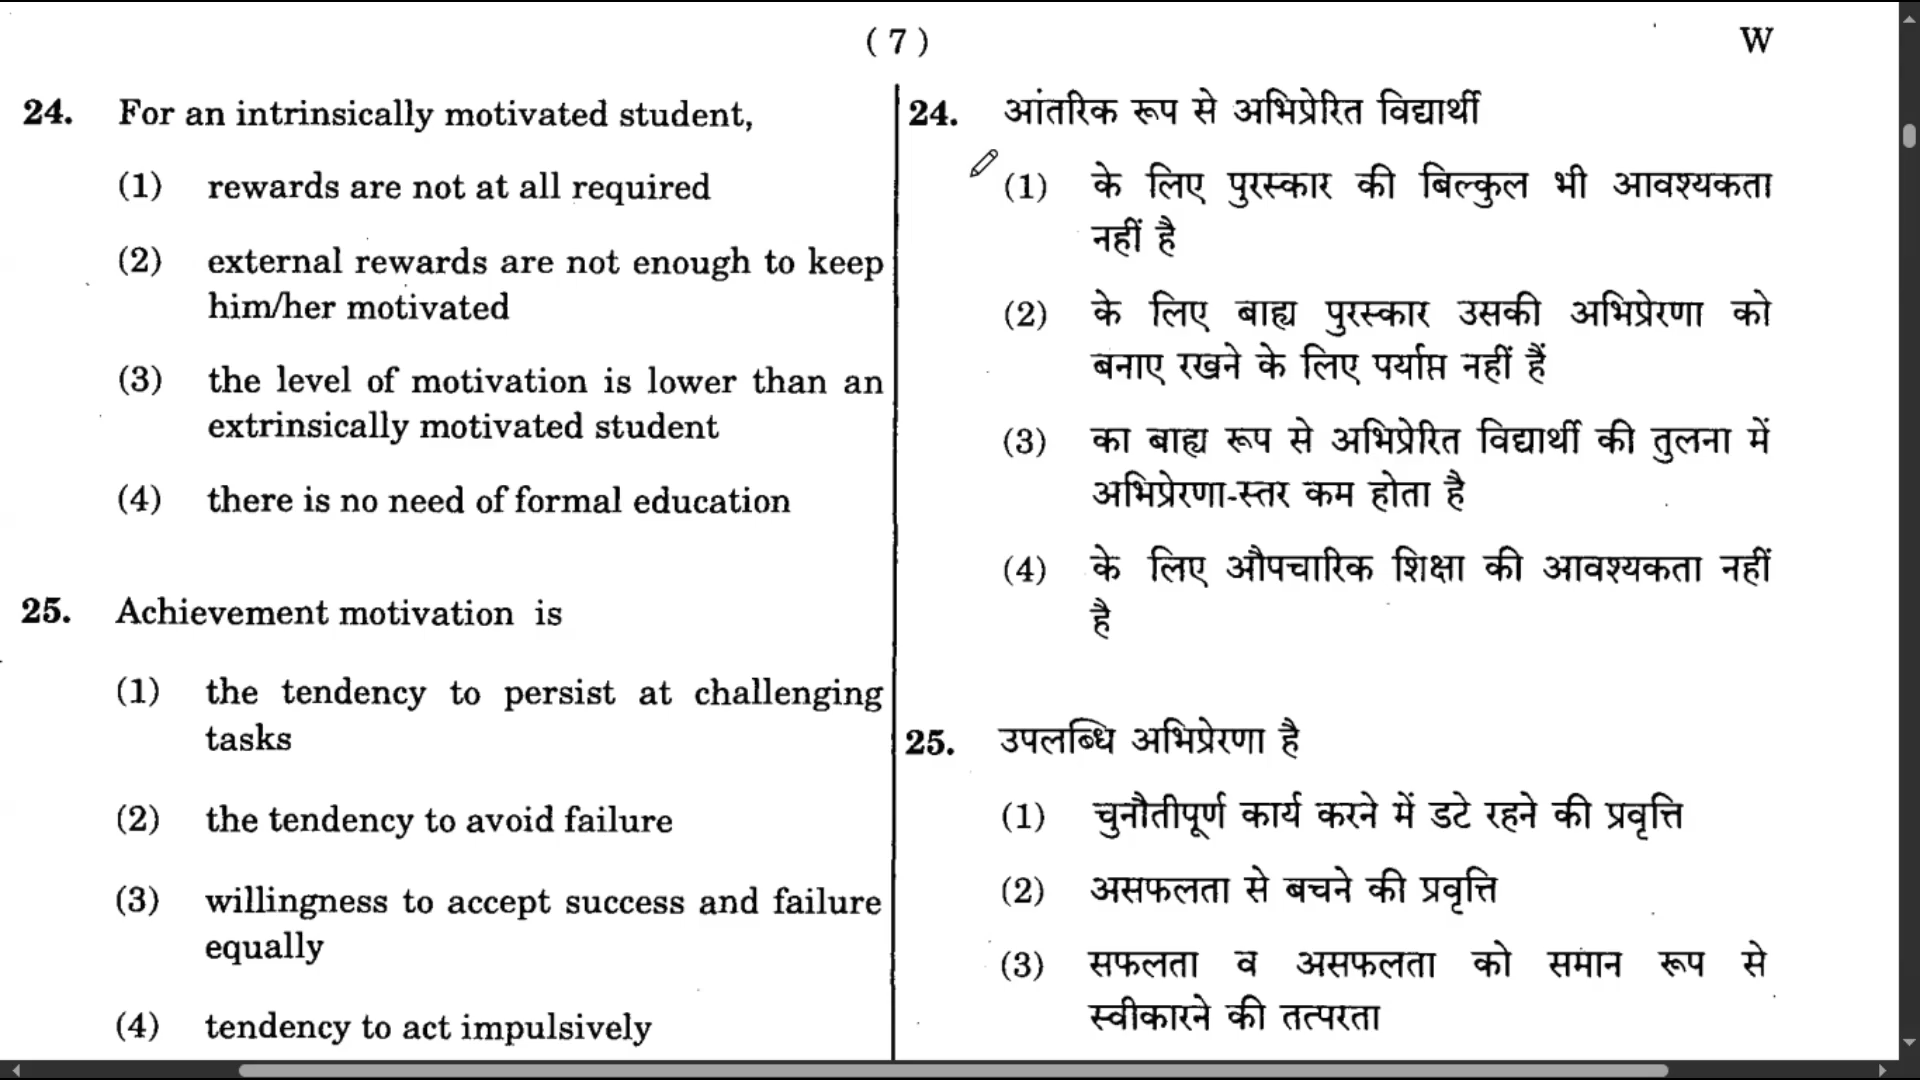 ( 7 )
W
24. For an intrinsically motivated student,
(1) rewards are not at all required
(2) external rewards are not enough to keep
him/her motivated
(3) the level of motivation is lower than an
extrinsically motivated student
(4) there is no need of formal education
25. Achievement motivation is
(1) the tendency to persist at challenging
tasks
(2) the tendency to avoid failure
(3) willingness to accept success and failure
equally
(4) tendency to act impulsively
24. आंतरिक रूप से अभिप्रेरित विद्यार्थी
(1) के लिए पुरस्कार की बिल्कुल भी आवश्यकता
नहीं है
(2) के लिए बाह्य पुरस्कार उसकी अभिप्रेरणा को
बनाए रखने के लिए पर्याप्त नहीं हैं
(3) का बाह्य रूप से अभिप्रेरित विद्यार्थी की तुलना में
अभिप्रेरणा-स्तर कम होता है
(4) के लिए औपचारिक शिक्षा की आवश्यकता नहीं
है
25. उपलब्धि अभिप्रेरणा है
(1) चुनौतीपूर्ण कार्य करने में डटे रहने की प्रवृत्ति
(2) असफलता से बचने की प्रवृत्ति
(3) सफलता व असफलता को समान रूप से
स्वीकारने की तत्परता